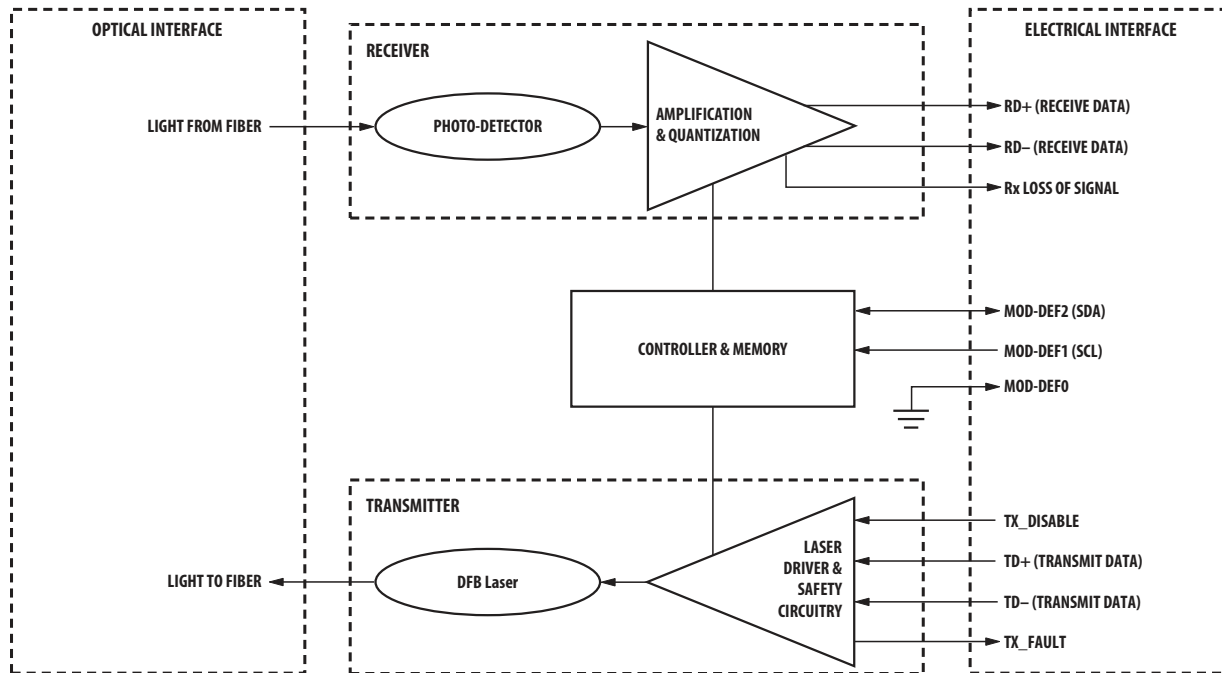 OPTICAL INTERFACE
LIGHT FROM FIBER
LIGHT TO FIBER
RECEIVER
PHOTO-DETECTOR
AMPLIFICATION
& QUANTIZATION
CONTROLLER & MEMORY
TRANSMITTER
DFB Laser
LASER
DRIVER &
SAFETY
CIRCUITRY
ELECTRICAL INTERFACE
RD+ (RECEIVE DATA)
RD– (RECEIVE DATA)
Rx LOSS OF SIGNAL
MOD-DEF2 (SDA)
MOD-DEF1 (SCL)
MOD-DEF0
TX_DISABLE
TD+ (TRANSMIT DATA)
TD– (TRANSMIT DATA)
TX_FAULT